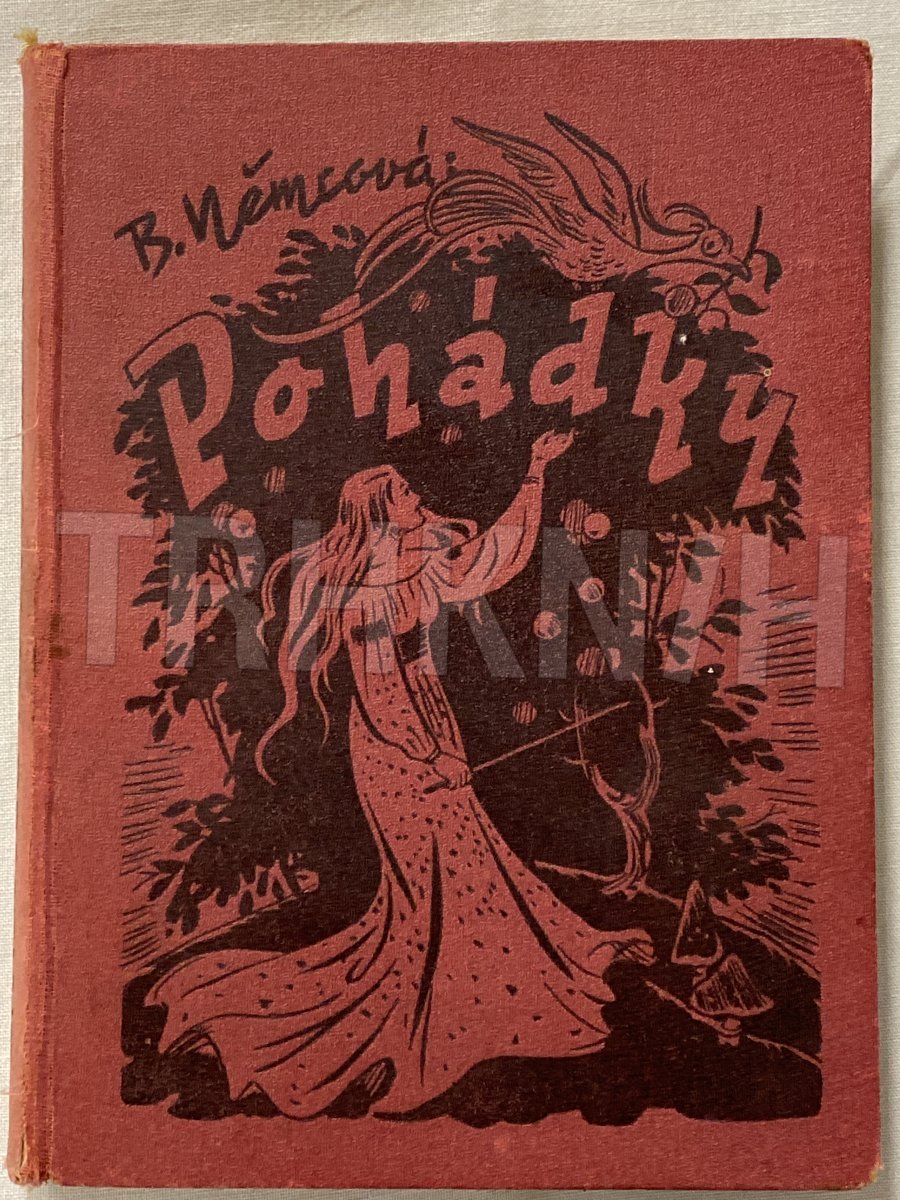 B. Němcová:
Pohádky
TRHKNIH